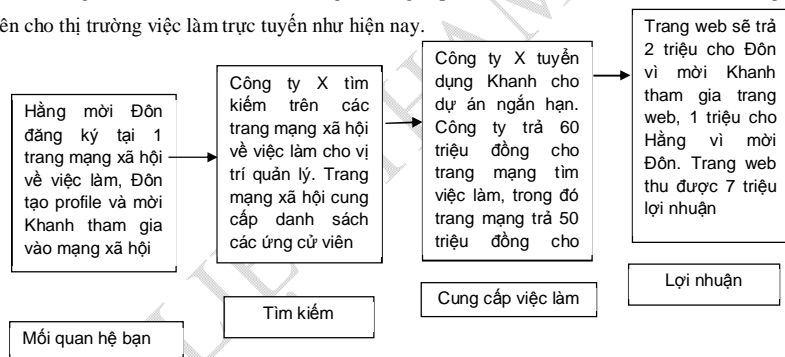 ên cho thị trường việc làm trực tuyến như hiện nay.
Hằng mời Đôn
đăng ký tại 1
trang mạng xã hội
về việc làm, Đôn
tạo profile và mời
Khanh tham gia
vào mạng xã hội
Mối quan hệ bạn
Công ty X tìm
kiếm trên các
trang mạng xã hội
về việc làm cho vị
trí quản lý. Trang
mạng xã hội cung
cấp danh sách
các ứng cử viên
Tìm kiếm
Công ty X tuyển
dụng Khanh cho
dự án ngắn hạn.
Công ty trả 60
triệu đồng cho
trang mạng tìm
việc làm, trong đó
trang mạng trả 50
triệu đồng cho
Cung cấp việc làm
Trang web sẽ trả
2 triệu cho Đôn
vì mời Khanh
tham gia trang
web, 1 triệu cho
Hằng vì mời
Đôn. Trang web
thu được 7 triệu
lợi nhuận
Lợi nhuận